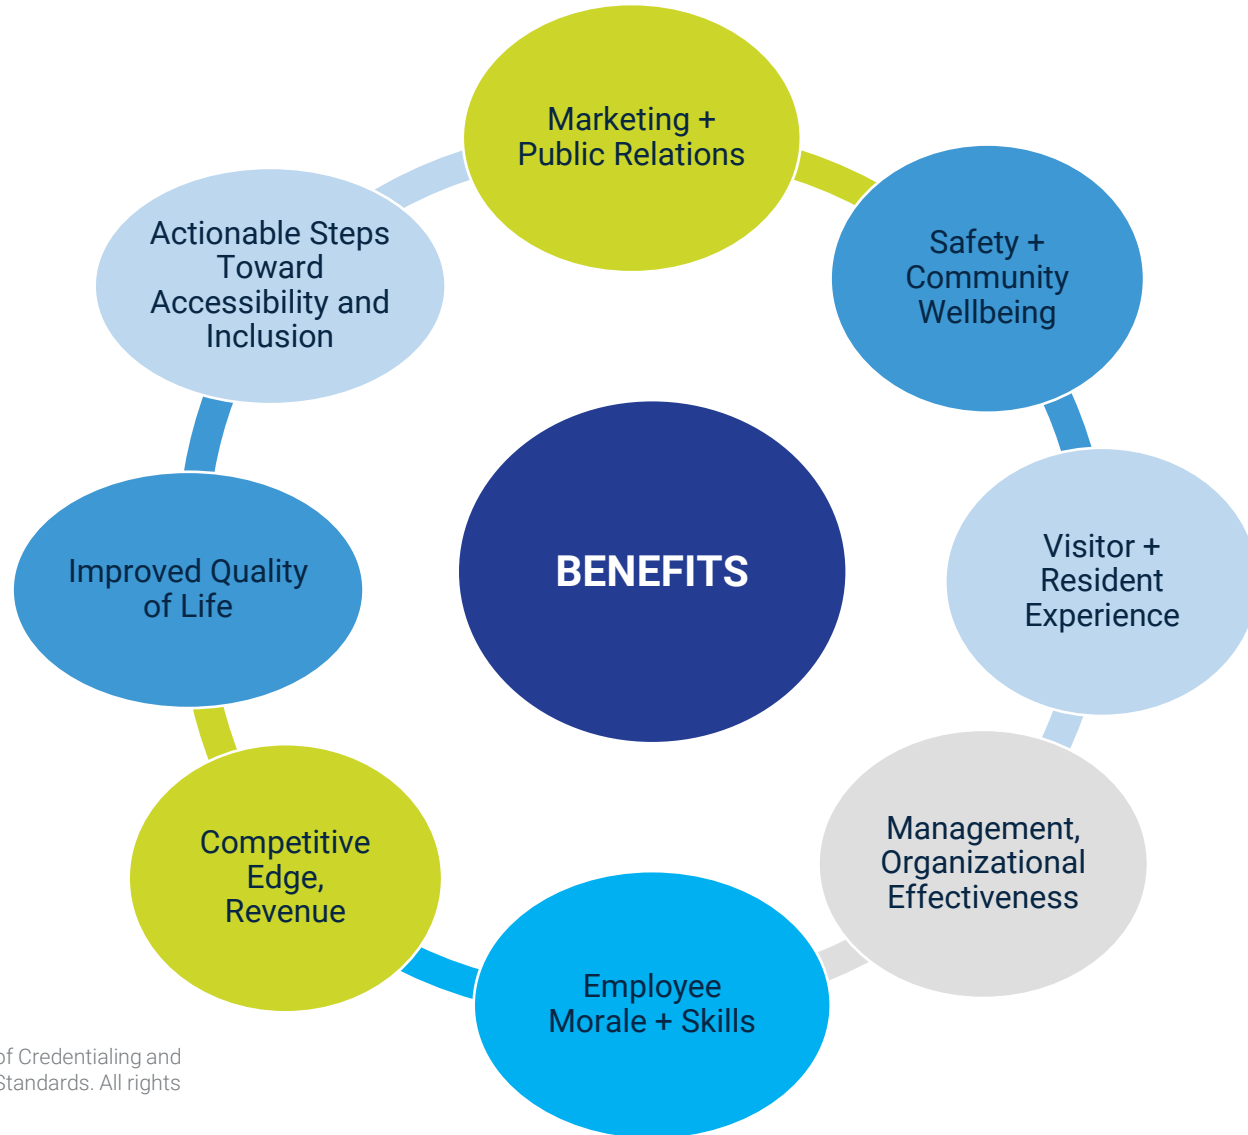 Marketing +
Public Relations
Safety +
Community
Wellbeing
Visitor +
Resident
Experience
Management,
Organizational
Effectiveness
Employee
Morale + Skills
Competitive
Edge,
Revenue
Improved Quality
of Life
Actionable Steps
Toward
Accessibility and
Inclusion
BENEFITS
of Credentialing and
Standards. All rights